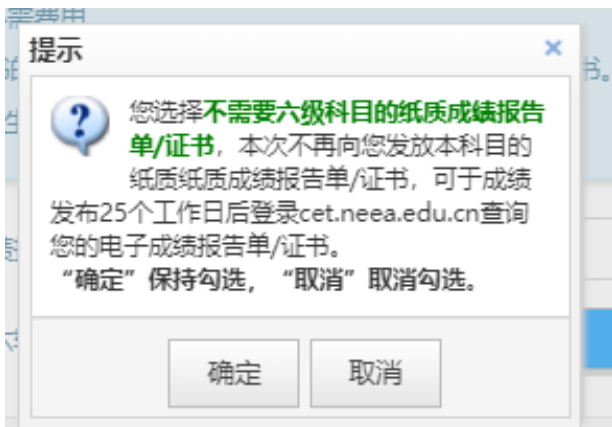 需费用
提示
书。
您选择不需要六级科目的纸质成绩报告
单/证书，本次不再向您发放本科目的
纸质纸质成绩报告单/证书，可于成绩
发布25个工作日后登录cet.neea.edu.cn查询
您的电子成绩报告单/证书。
“确定”保持勾选，“取消”取消勾选。
确定
取消